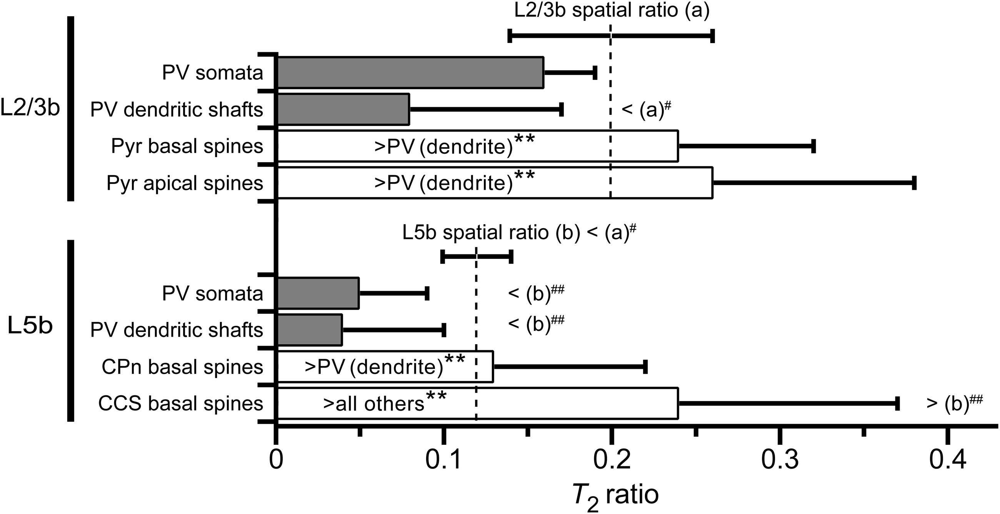 L2/3b spatial ratio (a)
L2/3b
PV somata
PV dendritic shafts
< (a)#
Pyr basal spines
>PV (dendrite)**
Pyr apical spines
>PV (dendrite)**
L5b spatial ratio (b) < (a)#
L5b
PV somata
< (b)##
PV dendritic shafts
< (b)##
CPn basal spines
>PV (dendrite)**
CCS basal spines
>all others**
> (b)##
0 0.1 0.2 0.3 0.4
T2 ratio